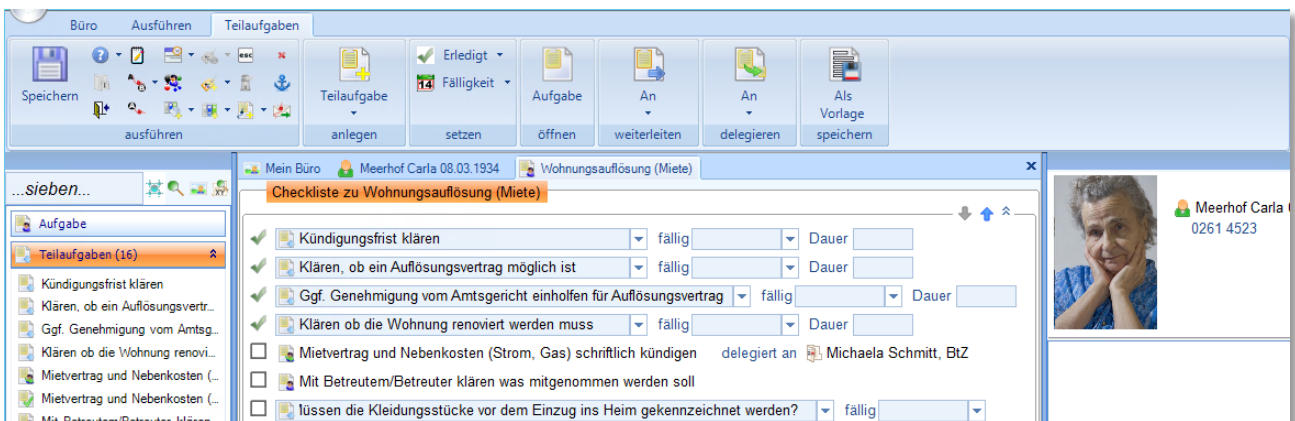 Büro Ausführen Teilaufgaben
esc
Speichern Teilaufgabe Erledigt Aufgabe An An Als Vorlage
14 Fälligkeit
ausführen anlegen setzen öffnen weiterleiten delegieren speichern
Mein Büro Meerhof Carla 08.03.1934 Wohnungsauflösung (Miete)
...sieben...
Aufgabe
Teilaufgaben (16)
Kündigungsfrist klären
Klären, ob ein Auflösungsvertr...
Ggf. Genehmigung vom Amtsg...
Klären ob die Wohnung renovi...
Mietvertrag und Nebenkosten (...
Mietvertrag und Nebenkosten (...
Checkliste zu Wohnungsauflösung (Miete)
Kündigungsfrist klären fällig Dauer
Klären, ob ein Auflösungsvertrag möglich ist fällig Dauer
Ggf. Genehmigung vom Amtsgericht einholfen für Auflösungsvertrag fällig Dauer
Klären ob die Wohnung renoviert werden muss fällig Dauer
Mietvertrag und Nebenkosten (Strom, Gas) schriftlich kündigen delegiert an Michaela Schmitt, BtZ
Mit Betreutem/Betreuter klären was mitgenommen werden soll
üssen die Kleidungsstücke vor dem Einzug ins Heim gekennzeichnet werden? fällig
Meerhof Carla
0261 4523